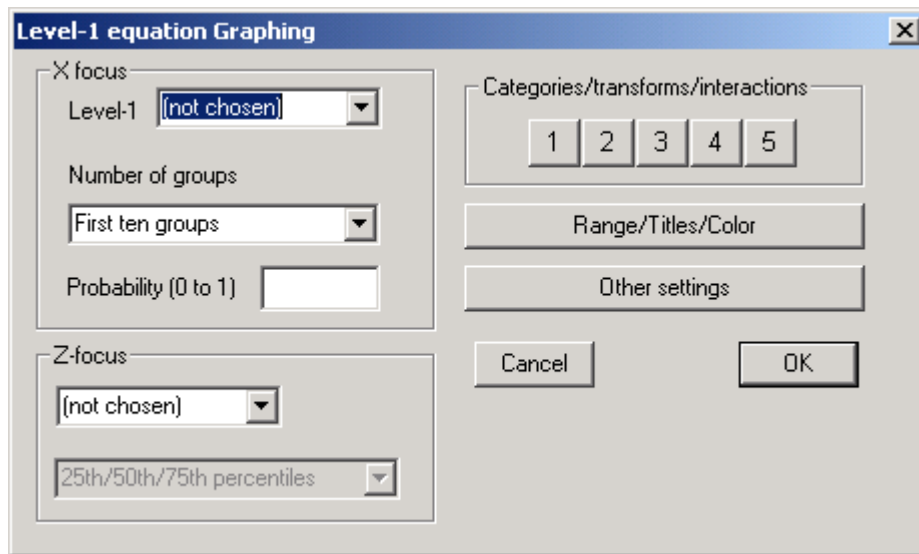 Level-1 equation Graphing
X focus
Level-1 (not chosen)
Number of groups
First ten groups
Probability (0 to 1)
Z-focus
(not chosen)
25th/50th/75th percentiles
Categories/transforms/interactions
1 2 3 4 5
Range/Titles/Color
Other settings
Cancel OK